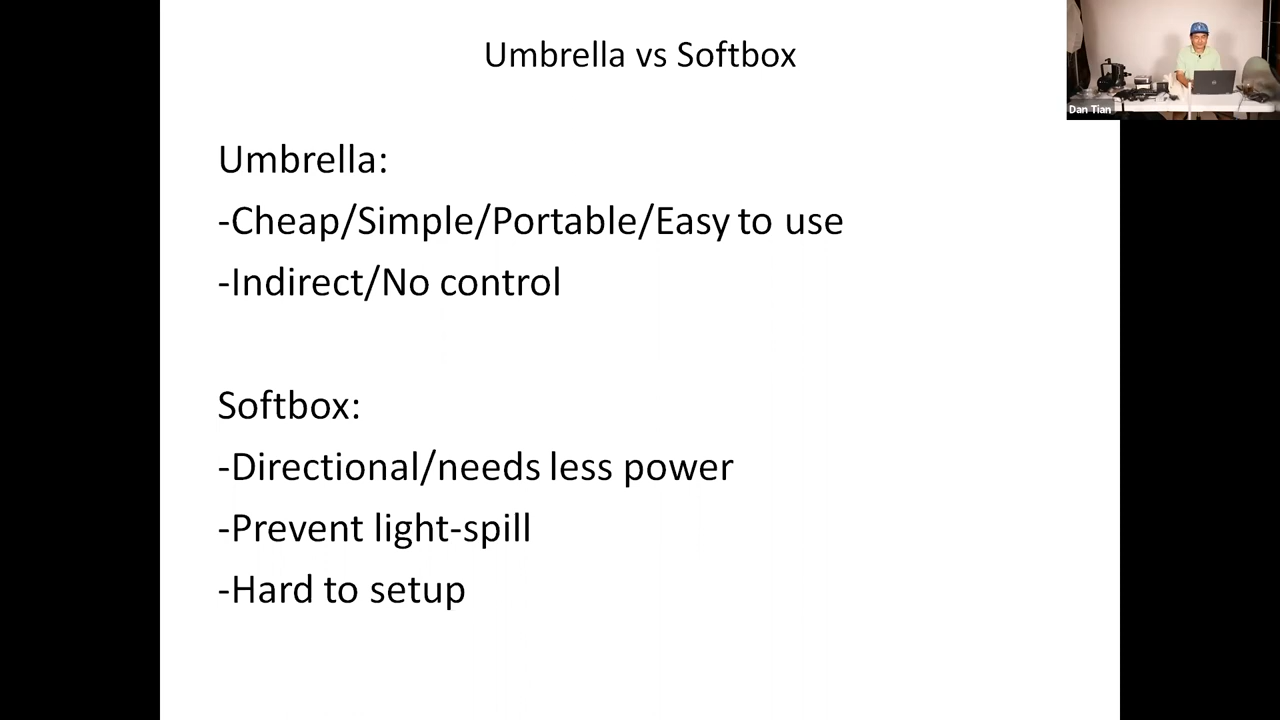 Umbrella vs Softbox
Dan Tian
Umbrella:
-Cheap/Simple/Portable/Easy to use
-Indirect/No control
Softbox:
-Directional/needs less power
-Prevent light-spill
-Hard to setup